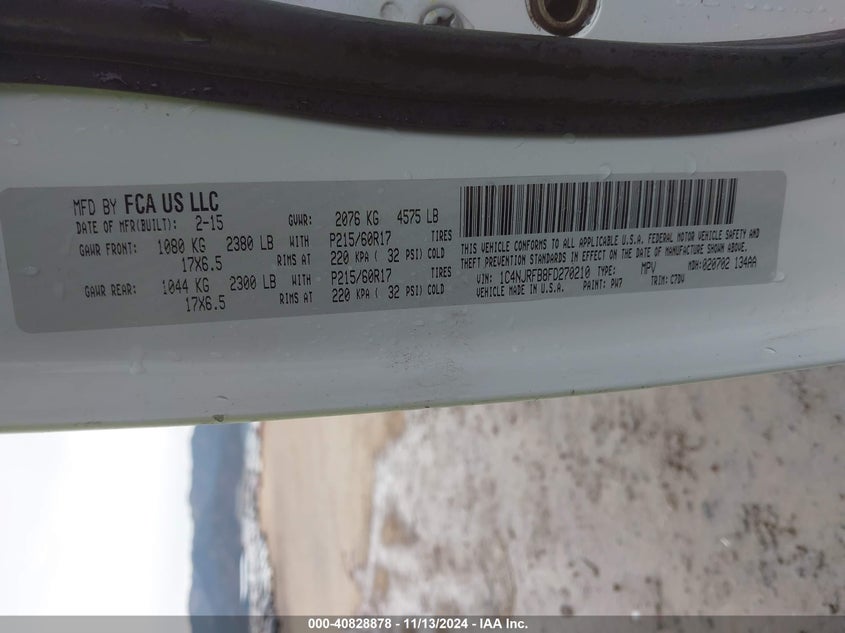 MFD BY FCA US LLC
DATE OF MFR(BUILT): 2-15 GVWR: 2076 KG 4575 LB
GAWR FRONT: 1080 KG 2380 LB WITH P215/60R17 TIRES
17X6.5 RIMS AT 220 KPA ( 32 PSI) COLD
GAWR REAR: 1044 KG 2300 LB WITH P215/60R17 TIRES
17X6.5 RIMS AT 220 KPA ( 32 PSI) COLD
THIS VEHICLE CONFORMS TO ALL APPLICABLE U.S.A. FEDERAL MOTOR VEHICLE SAFETY AND
THEFT PREVENTION STANDARDS IN EFFECT ON THE DATE OF MANUFACTURE SHOWN ABOVE.
VIN: 1C4NJRFB8FD270210 TYPE: MPV MDH:020702 134AA
VEHICLE MADE IN U.S.A. PAINT: PW7 TRIM: C7DV
000-40828878 - 11/13/2024 - IAA Inc.